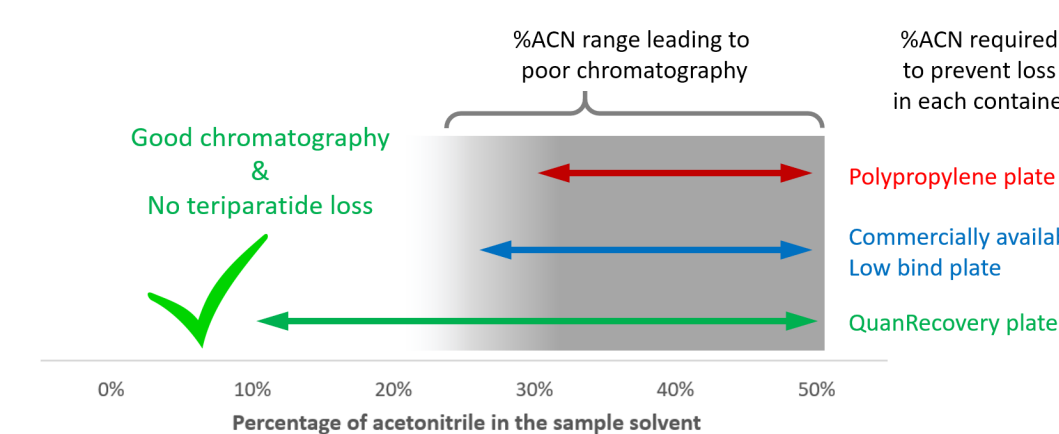 %ACN range leading to
poor chromatography
%ACN required
to prevent loss
in each containe
Good chromatography
&
No teriparatide loss
Polypropylene plate
Commercially availal
Low bind plate
QuanRecovery plate
0% 10% 20% 30% 40% 50%
Percentage of acetonitrile in the sample solvent